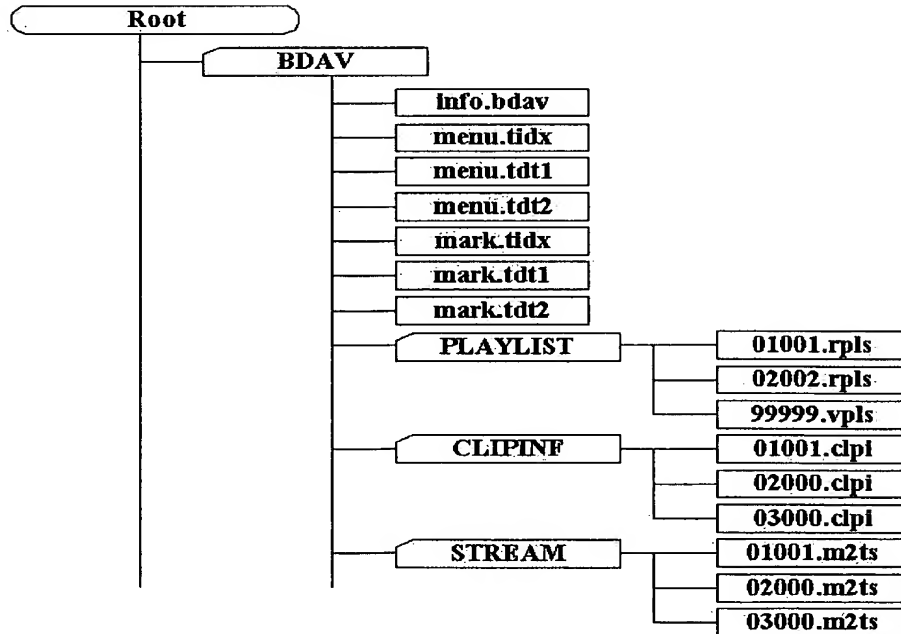 Root
BDAV
info.bdav
menu.tidx
menu.tdt1
menu.tdt2
mark.tidx
mark.tdt1
mark.tdt2
PLAYLIST
01001.rpls
02002.rpls
99999.vpls
CLIPINF
01001.clpi
02000.clpi
03000.clpi
STREAM
01001.m2ts
02000.m2ts
03000.m2ts